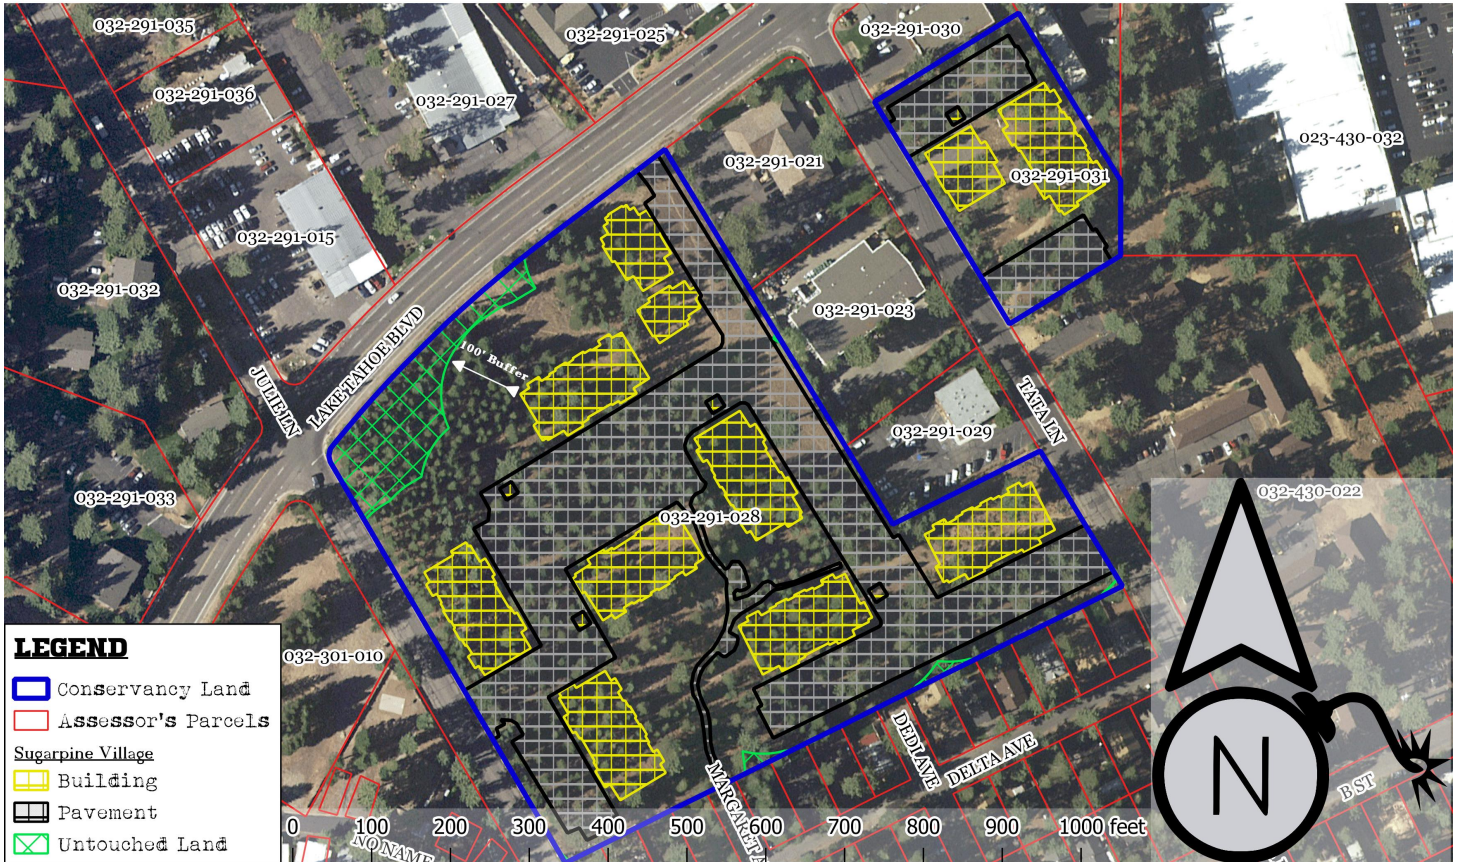 032-291-035
032-291-025
032-291-030
032-291-036
032-291-027
023-430-032
032-291-021
032-291-031
032-291-015
032-291-032
032-291-023
LAKE TAHOE BLVD
100' Buffer
JULIE LN
TATA LN
032-291-029
032-291-033
032-430-022
032-291-028
032-301-010
LEGEND
Conservancy Land
Assessor's Parcels
Sugarpine Village
Building
Pavement
Untouched Land
DEDI AVE
DELTA AVE
MARGARET A
B ST
N
0 100 200 300 400 500 600 700 800 900 1000 feet
NO NAME